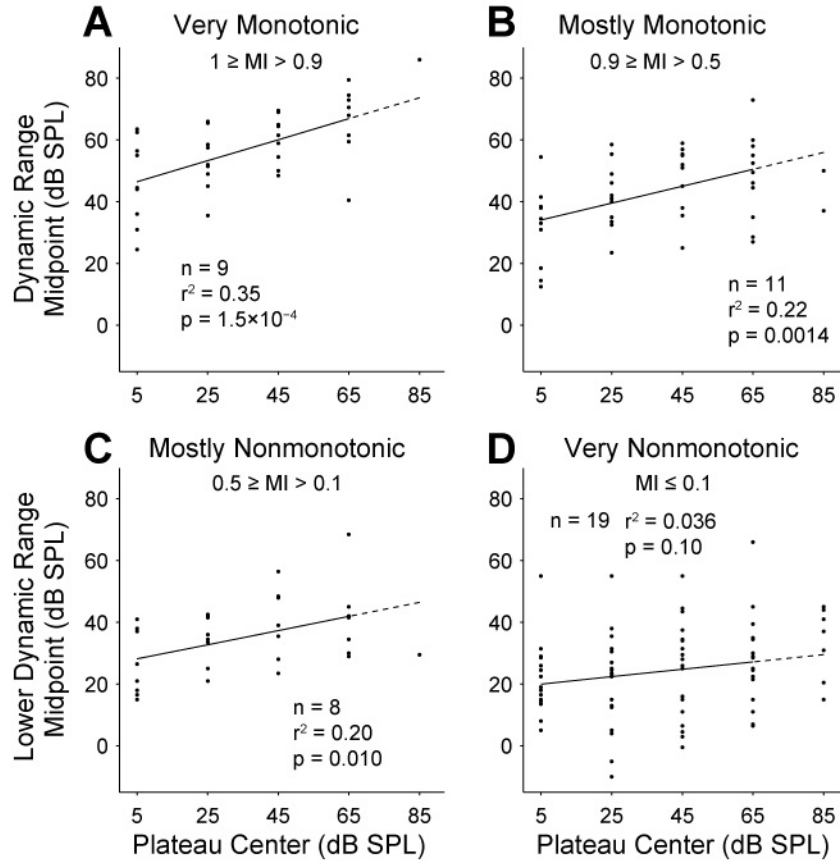 A Very Monotonic
1 ≥ MI > 0.9
Dynamic Range
Midpoint (dB SPL)
80
60
40
20
0
n = 9
r² = 0.35
p = 1.5×10⁻⁴
5 25 45 65 85
B Mostly Monotonic
0.9 ≥ MI > 0.5
80
60
40
20
0
n = 11
r² = 0.22
p = 0.0014
5 25 45 65 85
C Mostly Nonmonotonic
0.5 ≥ MI > 0.1
Lower Dynamic Range
Midpoint (dB SPL)
80
60
40
20
0
n = 8
r² = 0.20
p = 0.010
5 25 45 65 85
Plateau Center (dB SPL)
D Very Nonmonotonic
MI ≤ 0.1
n = 19 r² = 0.036
p = 0.10
80
60
40
20
0
5 25 45 65 85
Plateau Center (dB SPL)